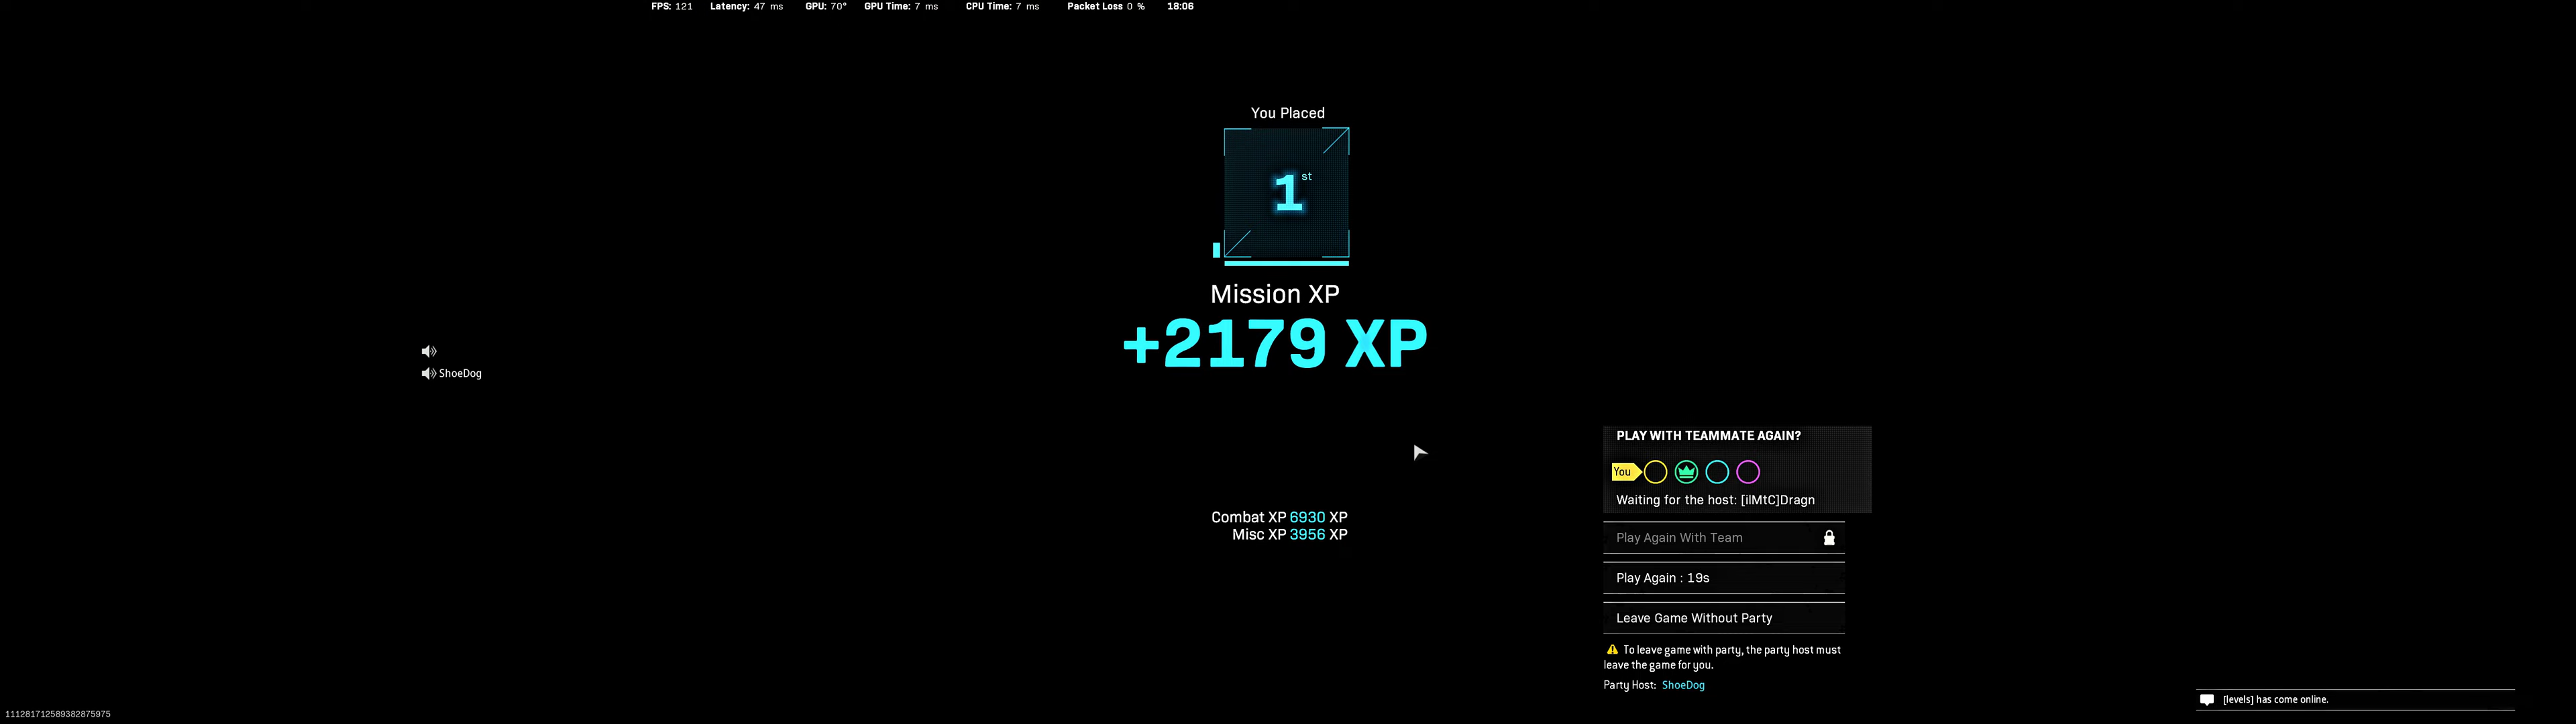 FPS: 121 Latency: 47 ms GPU: 70° GPU Time: 7 ms CPU Time: 7 ms Packet Loss 0 % 18:06
You Placed
1st
Mission XP
+2179 XP
ShoeDog
Combat XP 6930 XP
Misc XP 3956 XP
PLAY WITH TEAMMATE AGAIN?
You
Waiting for the host: [ilMtC]Dragn
Play Again With Team
Play Again : 19s
Leave Game Without Party
To leave game with party, the party host must
leave the game for you.
Party Host: ShoeDog
[levels] has come online.
111281712589382875975